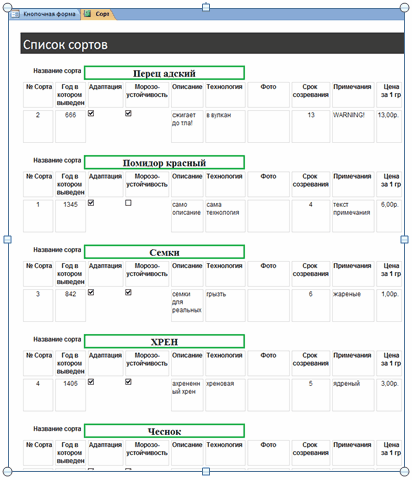 Кнопочная форма Сорт
Список сортов
Название сорта Перец адский
№ Сорта Год в котором выведен Адаптация Морозо-устойчивость Описание Технология Фото Срок созревания Примечания Цена за 1 гр
2 666 сжигает до тла! в вулкан 13 WARNING! 13,00р.
Название сорта Помидор красный
№ Сорта Год в котором выведен Адаптация Морозо-устойчивость Описание Технология Фото Срок созревания Примечания Цена за 1 гр
1 1345 само описание сама технология 4 текст примечания 6,00р.
Название сорта Семки
№ Сорта Год в котором выведен Адаптация Морозо-устойчивость Описание Технология Фото Срок созревания Примечания Цена за 1 гр
3 842 семки для реальных грызть 6 жареные 1,00р.
Название сорта ХРЕН
№ Сорта Год в котором выведен Адаптация Морозо-устойчивость Описание Технология Фото Срок созревания Примечания Цена за 1 гр
4 1406 ахрененный хрен хреновая 5 ядреный 3,00р.
Название сорта Чеснок
№ Сорта Год в котором выведен Адаптация Морозо-устойчивость Описание Технология Фото Срок созревания Примечания Цена за 1 гр